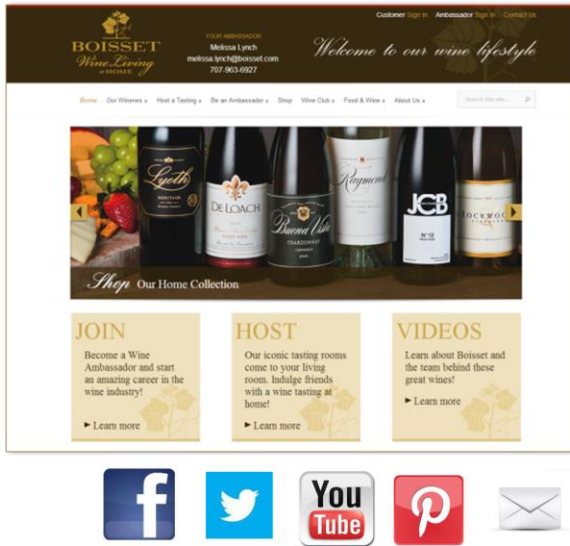 Customer Sign in Ambassador Sign in Contact Us
BOISSET
Wine Living
at HOME
YOUR AMBASSADOR
Melissa Lynch
melissa.lynch@boisset.com
707-963-6927
Welcome to our wine lifestyle
Home Our Wineries Host a Tasting Be an Ambassador Shop Wine Club Food & Wine About Us
Search this site...
Lyeth
MERITAGE
DELOACH
PINOT NOIR
Buena Vista
CHARDONNAY
Raymond
JCB
N°12
Shop Our Home Collection
JOIN
Become a Wine
Ambassador and start
an amazing career in the
wine industry!
Learn more
HOST
Our iconic tasting rooms
come to your living
room. Indulge friends
with a wine tasting at
home!
Learn more
VIDEOS
Learn about Boisset and
the team behind these
great wines!
Learn more
f
You
Tube